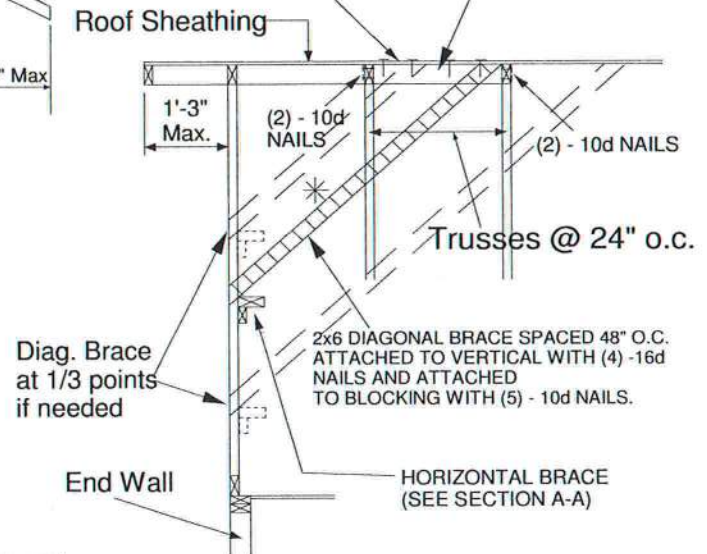 Roof Sheathing
" Max
1'-3"
Max.
(2) - 10d
NAILS
(2) - 10d NAILS
Trusses @ 24" o.c.
Diag. Brace
at 1/3 points
if needed
2x6 DIAGONAL BRACE SPACED 48" O.C.
ATTACHED TO VERTICAL WITH (4) -16d
NAILS AND ATTACHED
TO BLOCKING WITH (5) - 10d NAILS.
End Wall
HORIZONTAL BRACE
(SEE SECTION A-A)